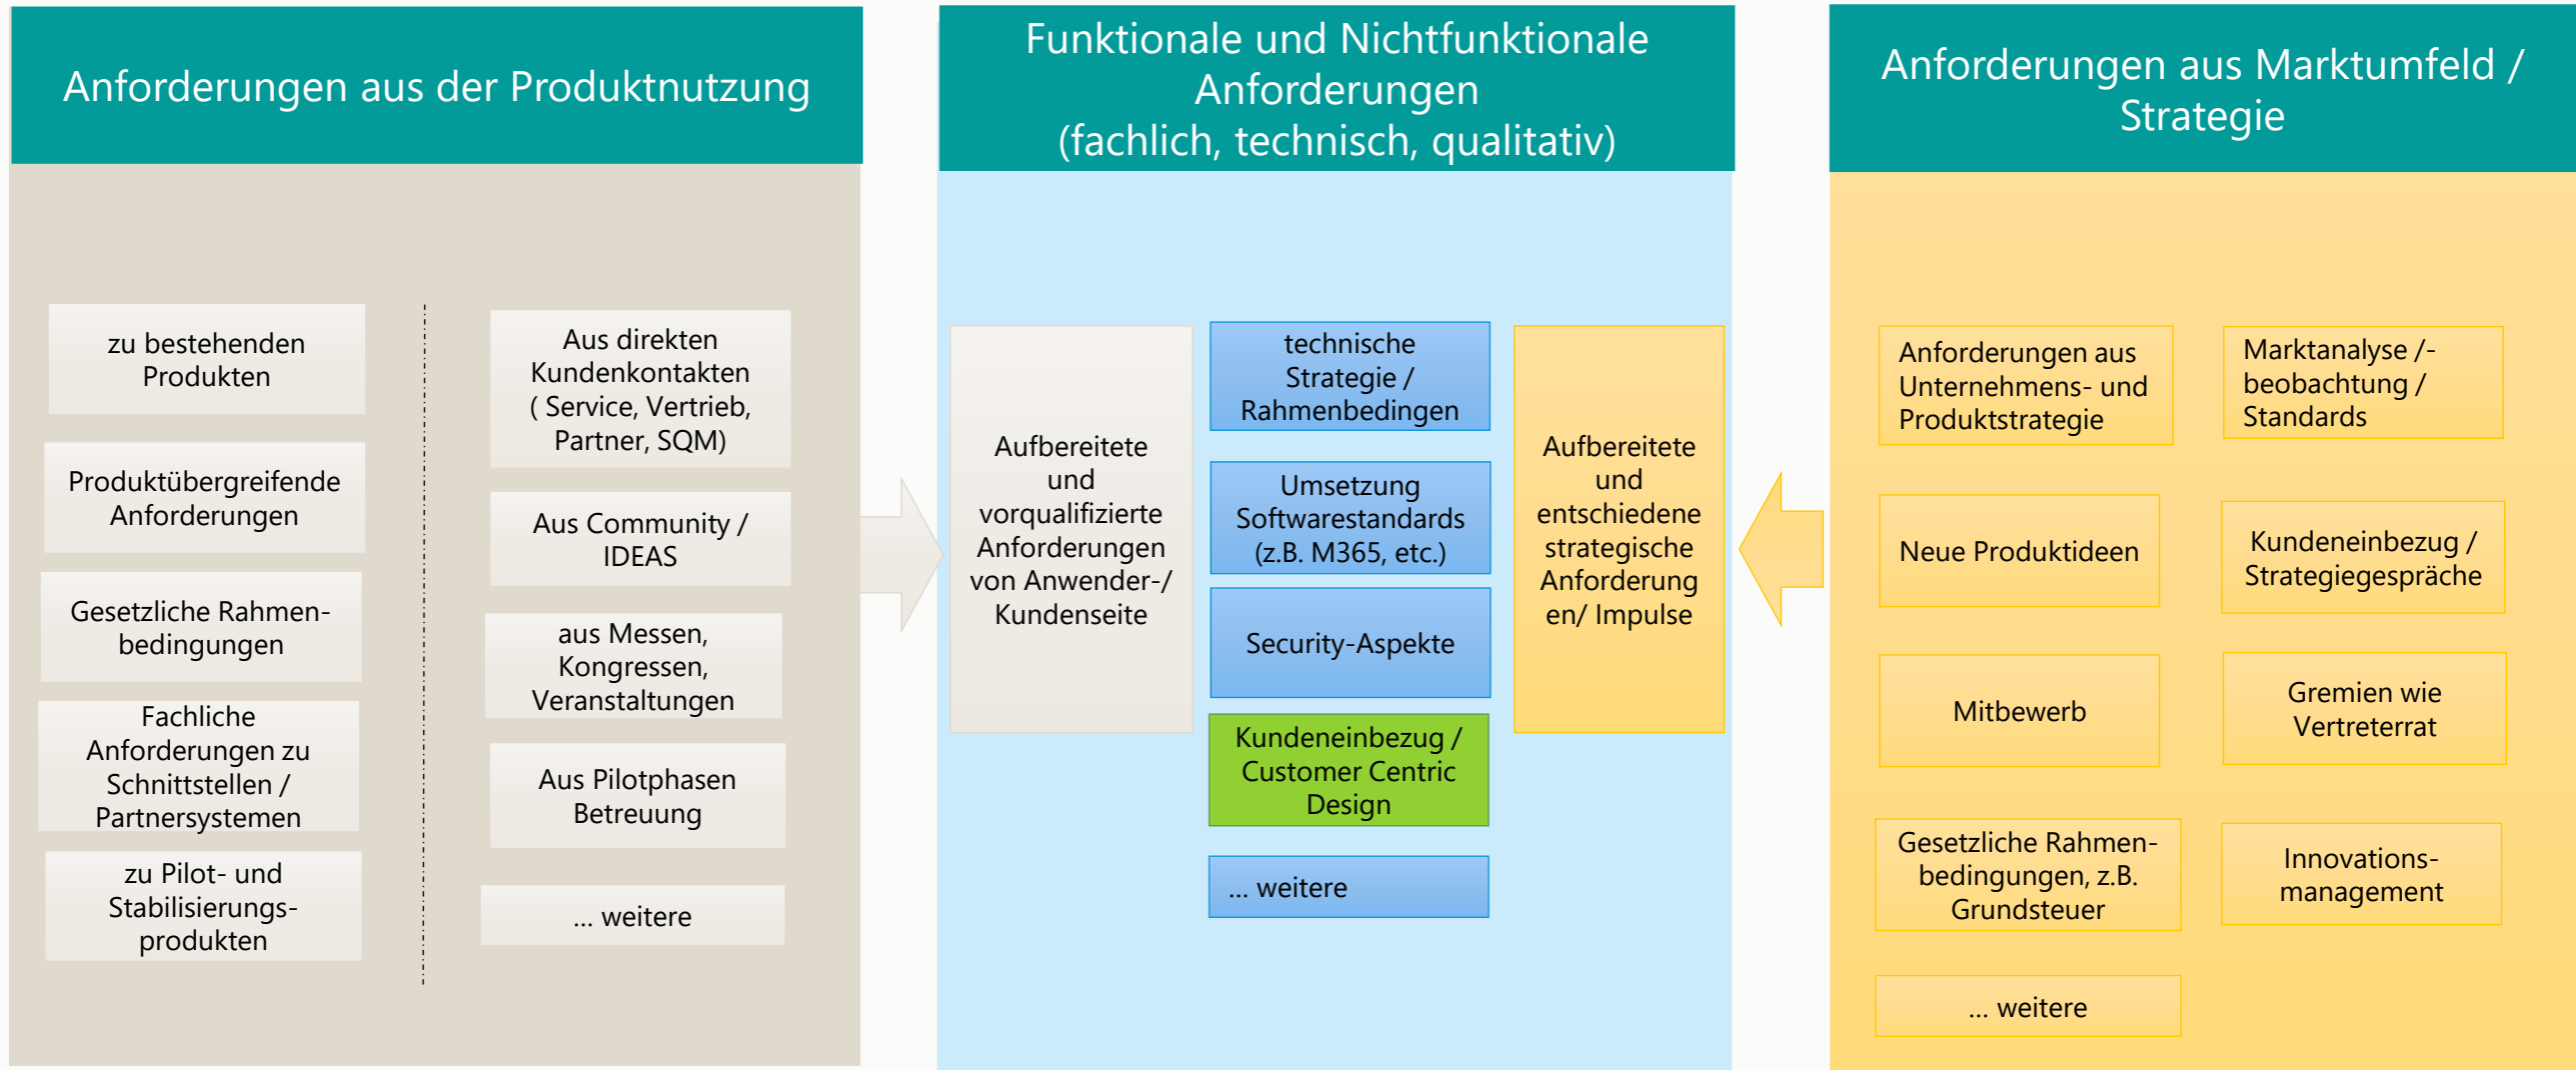 Anforderungen aus der Produktnutzung
zu bestehenden
Produkten
Produktübergreifende
Anforderungen
Gesetzliche Rahmen-
bedingungen
Fachliche
Anforderungen zu
Schnittstellen /
Partnersystemen
zu Pilot- und
Stabilisierungs-
produkten
Aus direkten
Kundenkontakten
( Service, Vertrieb,
Partner, SQM)
Aus Community /
IDEAS
aus Messen,
Kongressen,
Veranstaltungen
Aus Pilotphasen
Betreuung
... weitere
Funktionale und Nichtfunktionale
Anforderungen
(fachlich, technisch, qualitativ)
Aufbereitete
und
vorqualifizierte
Anforderungen
von Anwender-/
Kundenseite
technische
Strategie /
Rahmenbedingen
Umsetzung
Softwarestandards
(z.B. M365, etc.)
Security-Aspekte
Kundeneinbezug /
Customer Centric
Design
... weitere
Aufbereitete
und
entschiedene
strategische
Anforderung
en/ Impulse
Anforderungen aus Marktumfeld /
Strategie
Anforderungen aus
Unternehmens- und
Produktstrategie
Neue Produktideen
Mitbewerb
Gesetzliche Rahmen-
bedingungen, z.B.
Grundsteuer
... weitere
Marktanalyse /-
beobachtung /
Standards
Kundeneinbezug /
Strategiegespräche
Gremien wie
Vertreterrat
Innovations-
management